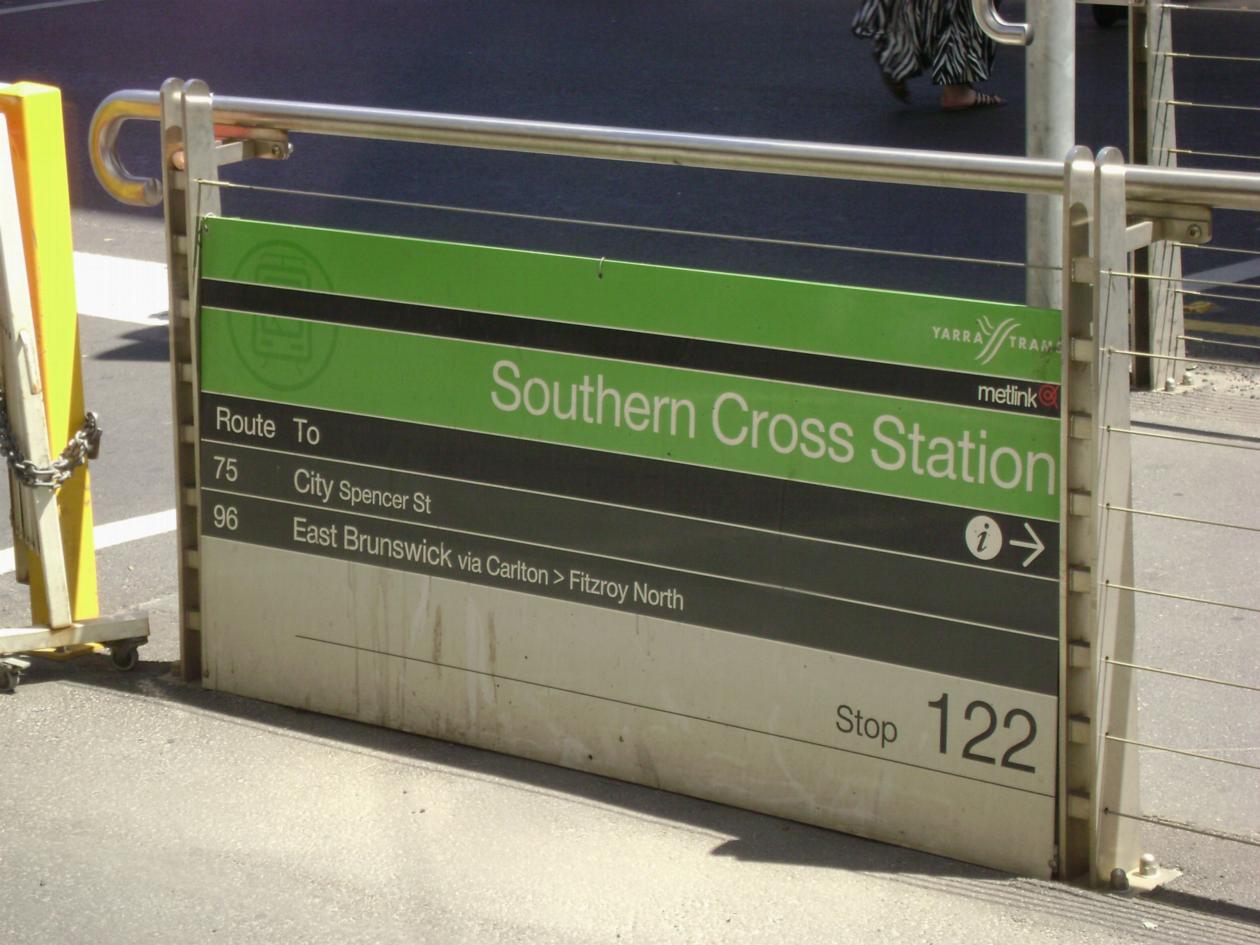 YARRA TRAMS
metlink
Southern Cross Station
Route To
75 City Spencer St
96 East Brunswick via Carlton > Fitzroy North
i →
Stop 122